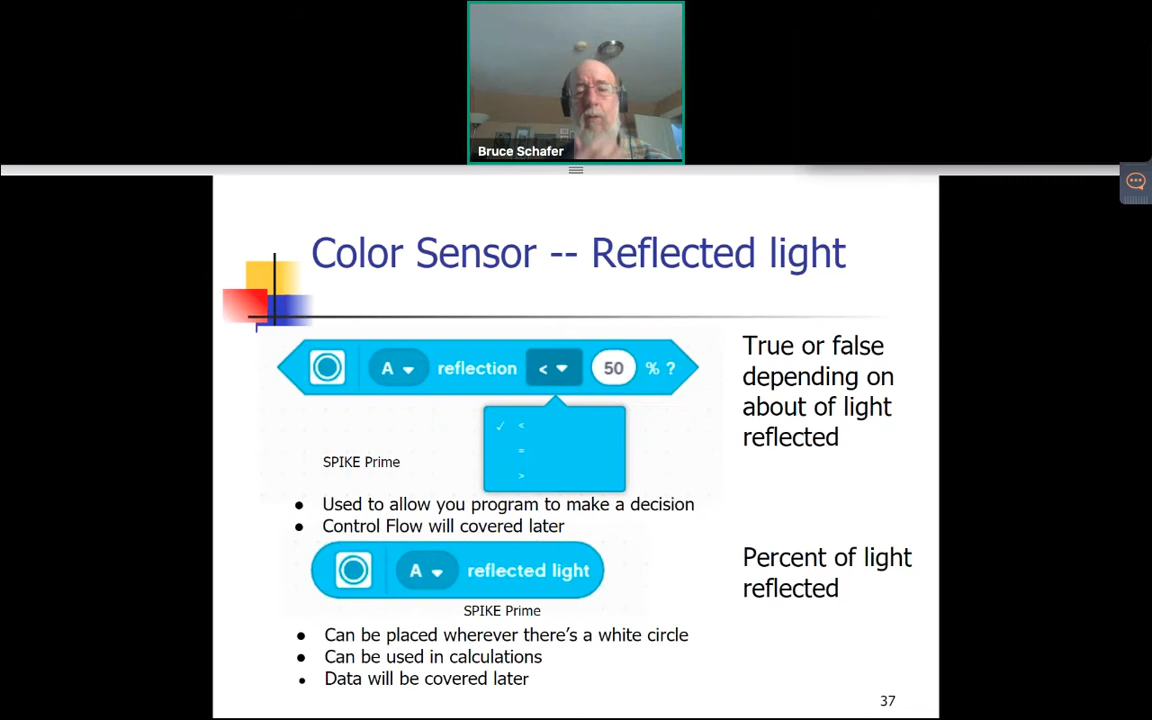 Bruce Schafer
Color Sensor -- Reflected light
A reflection < 50 % ?
✓ <
=
>
True or false
depending on
about of light
reflected
SPIKE Prime
● Used to allow you program to make a decision
● Control Flow will covered later
A reflected light
SPIKE Prime
Percent of light
reflected
● Can be placed wherever there's a white circle
● Can be used in calculations
● Data will be covered later
37